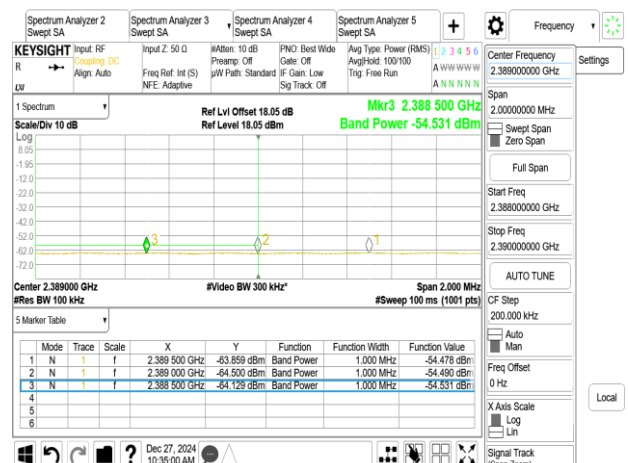 Spectrum Analyzer 2 Swept SA
Spectrum Analyzer 3 Swept SA
Spectrum Analyzer 4 Swept SA
Spectrum Analyzer 5 Swept SA
+
Frequency
KEYSIGHT
R
Input: RF
Coupling: DC
Align: Auto
Input Z: 50 Ω
Freq Ref: Int (S)
NFE: Adaptive
#Atten: 10 dB
Preamp: Off
µW Path: Standard
PNO: Best Wide
Gate: Off
IF Gain: Low
Sig Track: Off
Avg Type: Power (RMS)
Avg|Hold: 100/100
Trig: Free Run
1 2 3 4 5 6
A W W W W W
A N N N N N
1 Spectrum
Scale/Div 10 dB
Log
Ref Lvl Offset 18.05 dB
Ref Level 18.05 dBm
Mkr3 2.388 500 GHz
Band Power -54.531 dBm
8.05
-1.95
-12.0
-22.0
-32.0
-42.0
-52.0
-62.0
-72.0
3
2
1
Center 2.389000 GHz
#Video BW 300 kHz*
Span 2.000 MHz
#Res BW 100 kHz
#Sweep 100 ms (1001 pts)
5 Marker Table
Mode Trace Scale X Y Function Function Width Function Value
1 N 1 f 2.389 500 GHz -63.859 dBm Band Power 1.000 MHz -54.478 dBm
2 N 1 f 2.389 000 GHz -64.500 dBm Band Power 1.000 MHz -54.490 dBm
3 N 1 f 2.388 500 GHz -64.129 dBm Band Power 1.000 MHz -54.531 dBm
4
5
6
?
Dec 27, 2024
10:35:00 AM
Center Frequency
2.389000000 GHz
Settings
Span
2.00000000 MHz
Swept Span
Zero Span
Full Span
Start Freq
2.388000000 GHz
Stop Freq
2.390000000 GHz
AUTO TUNE
CF Step
200.000 kHz
Auto
Man
Freq Offset
0 Hz
X Axis Scale
Log
Lin
Local
Signal Track